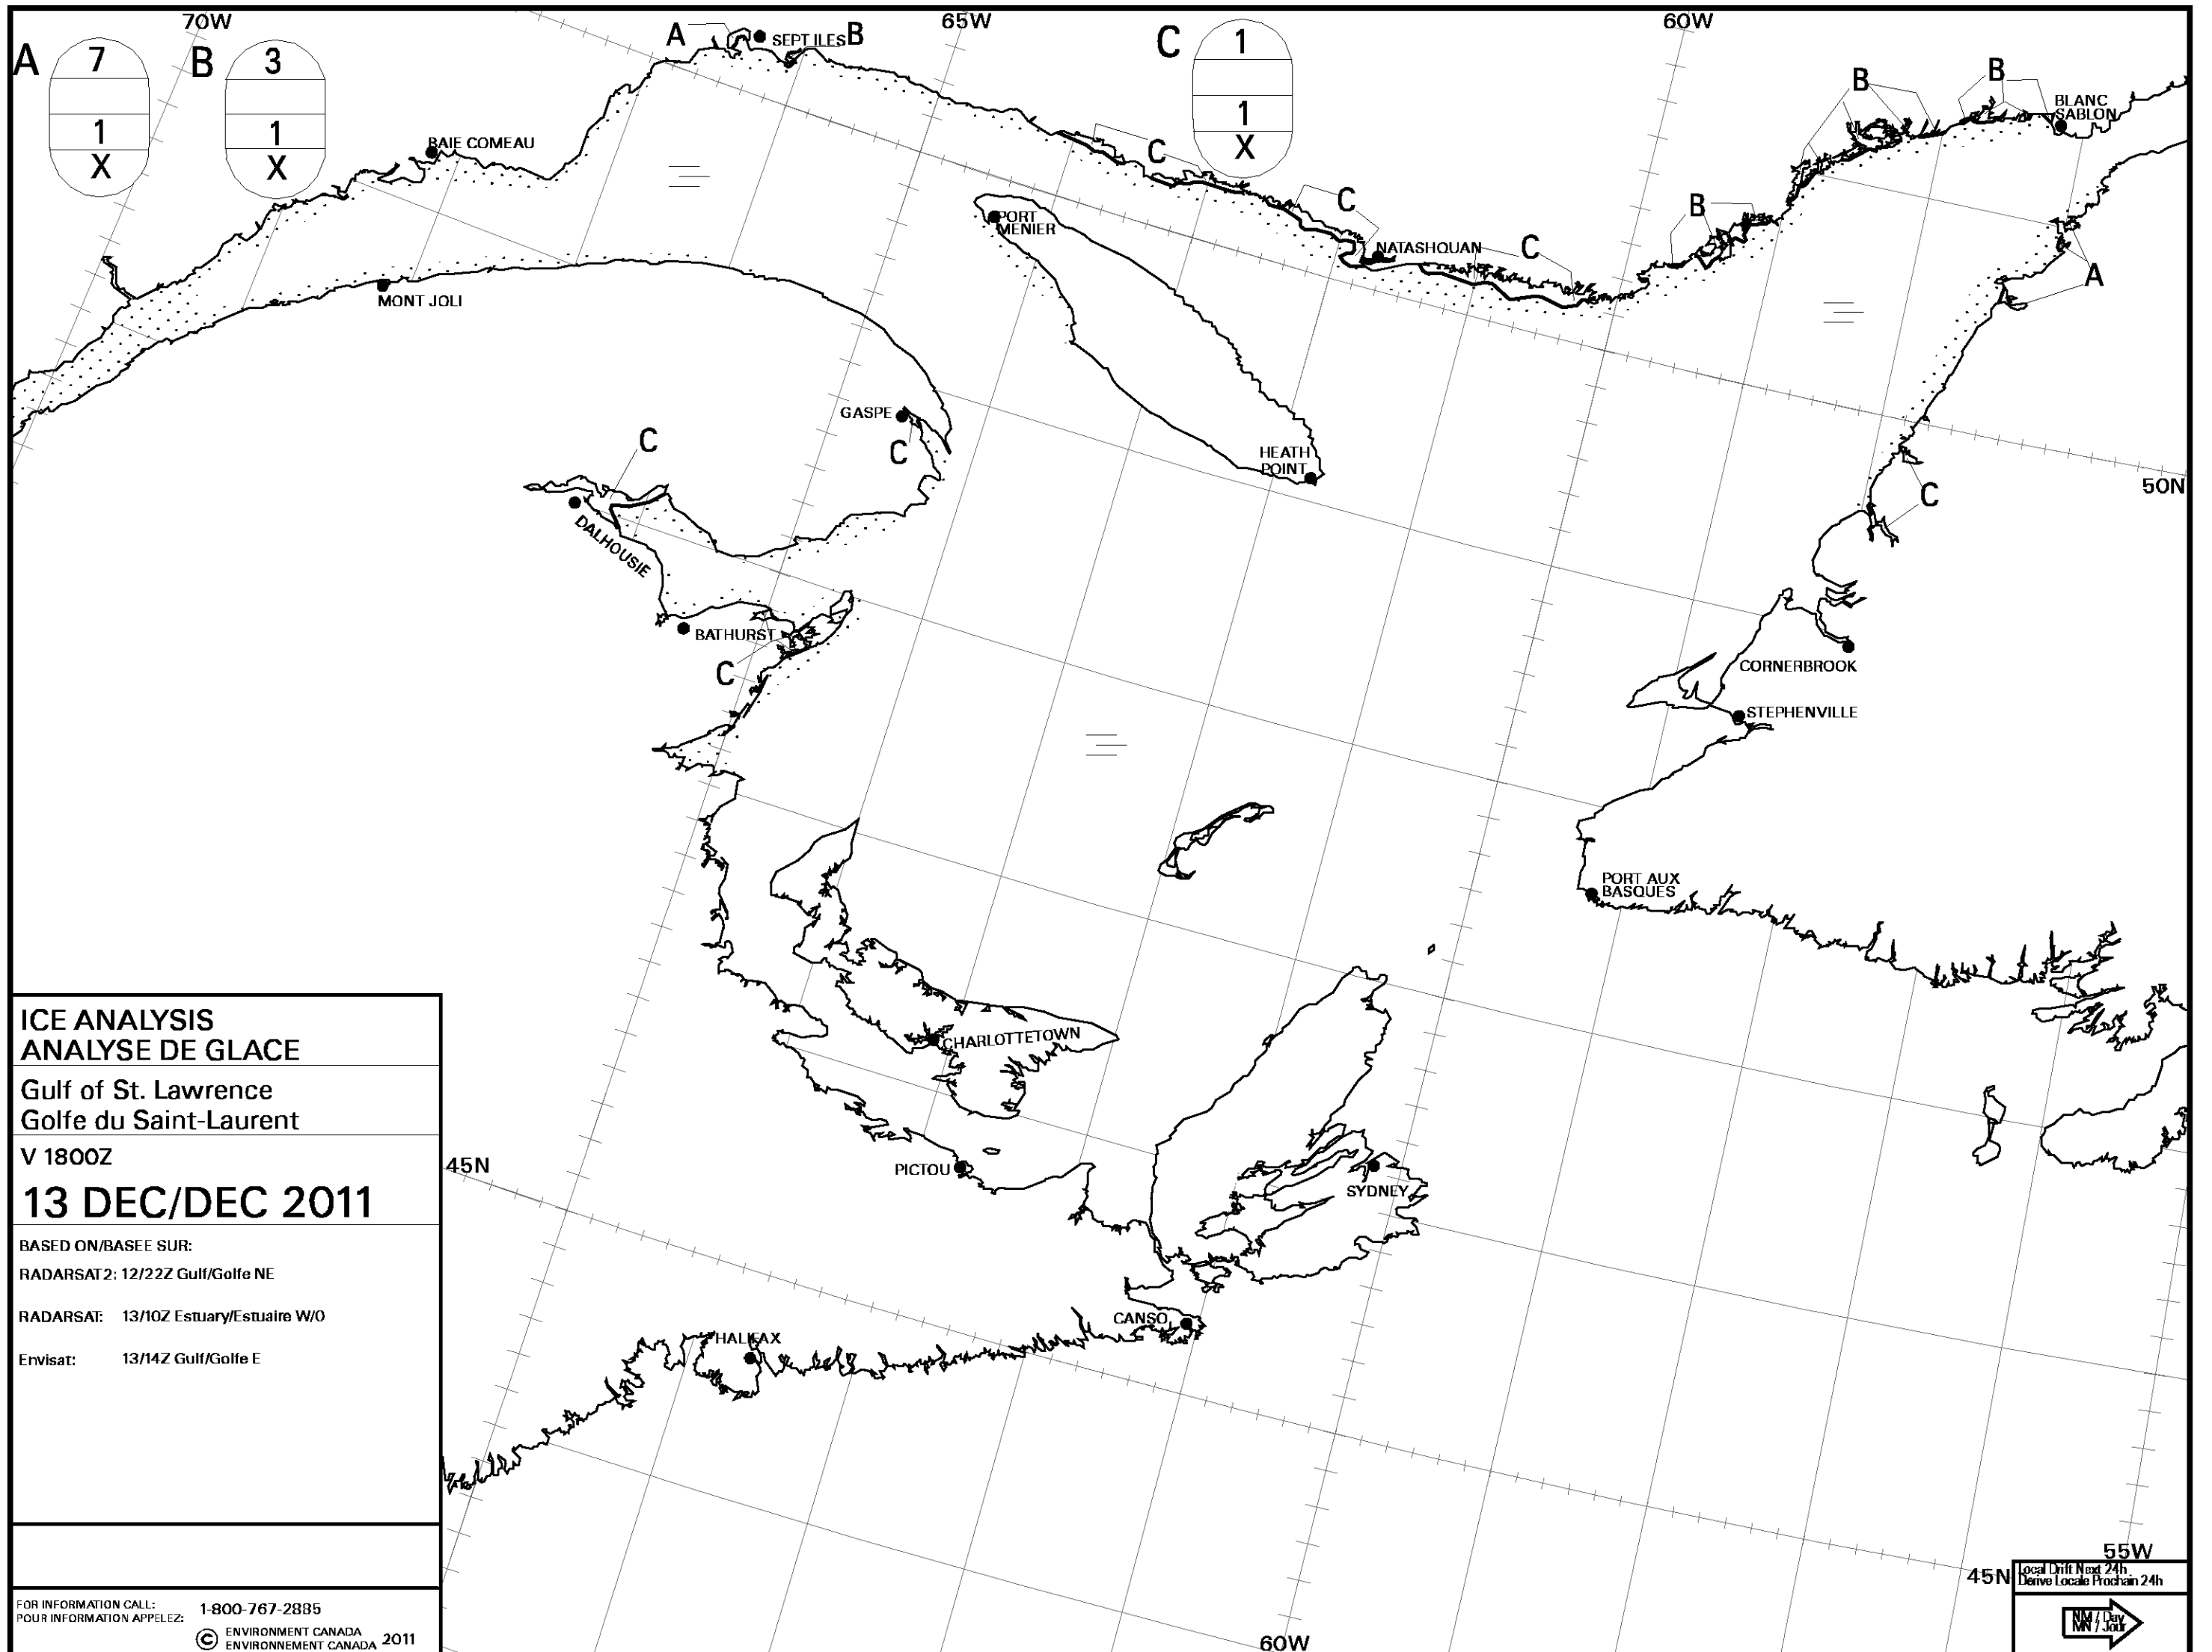 70W
65W
60W
A
7
1
X
B
3
1
X
C
1
1
X
A
SEPT ILES
B
B
B
BLANC
SABLON
BAIE COMEAU
C
C
B
PORT
MENIER
NATASHQUAN
C
A
MONT JOLI
GASPE
C
C
HEATH
POINT
50N
C
DALHOUSIE
BATHURST
C
CORNERBROOK
STEPHENVILLE
PORT AUX
BASQUES
CHARLOTTETOWN
PICTOU
45N
SYDNEY
CANSO
HALIFAX
ICE ANALYSIS
ANALYSE DE GLACE
Gulf of St. Lawrence
Golfe du Saint-Laurent
V 1800Z
13 DEC/DEC 2011
BASED ON/BASEE SUR:
RADARSAT2: 12/22Z Gulf/Golfe NE
RADARSAT: 13/10Z Estuary/Estuaire W/O
Envisat: 13/14Z Gulf/Golfe E
FOR INFORMATION CALL:
POUR INFORMATION APPELEZ:
1-800-767-2885
© ENVIRONMENT CANADA
ENVIRONNEMENT CANADA 2011
55W
45N
60W
Local Drift Next 24h
Dérive Locale Prochain 24h
NM / Day
MN / Jour